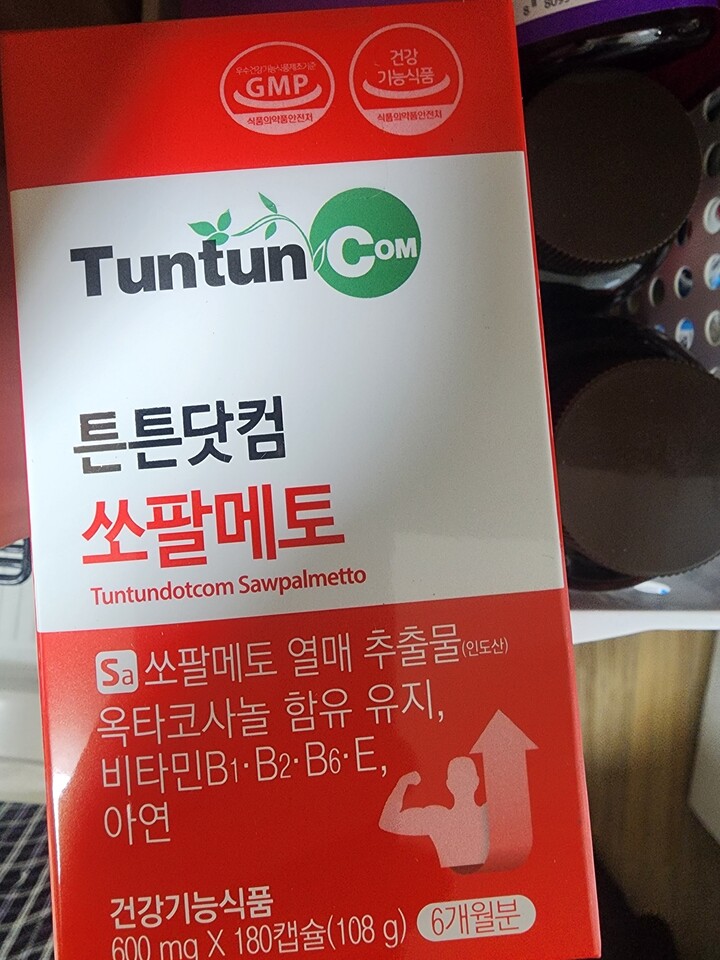 우수건강기능식품제조기준
GMP
식품의약품안전처
건강
기능식품
식품의약품안전처
Tuntun COM
튼튼닷컴
쏘팔메토
Tuntundotcom Sawpalmetto
Sa 쏘팔메토 열매 추출물(인도산)
옥타코사놀 함유 유지,
비타민B1·B2·B6·E,
아연
건강기능식품
600 mg X 180캡슐(108 g) 6개월분